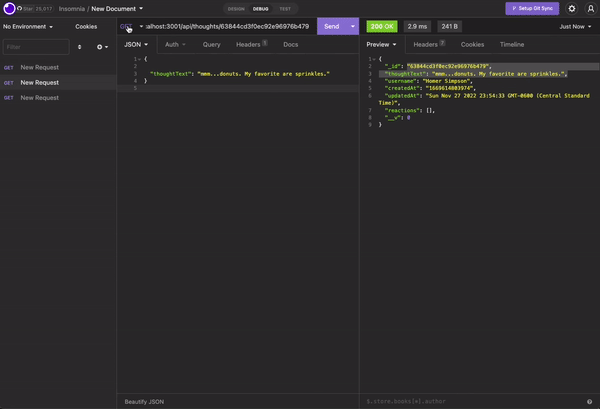 Star 25,017 Insomnia / New Document DESIGN DEBUG TEST Setup Git Sync
No Environment Cookies
Filter
GET New Request
GET New Request
GET New Request
GET :alhost:3001/api/thoughts/63844cd3f0ec92e96976b479 Send
JSON Auth Query Headers 1 Docs
1 {
2
3 "thoughtText": "mmm...donuts. My favorite are sprinkles."
4 }
5
Beautify JSON
200 OK 2.9 ms 241 B Just Now
Preview Headers 7 Cookies Timeline
1 {
2 "_id": "63844cd3f0ec92e96976b479",
3 "thoughtText": "mmm...donuts. My favorite are sprinkles.",
4 "username": "Homer Simpson",
5 "createdAt": "1669614803974",
6 "updatedAt": "Sun Nov 27 2022 23:54:33 GMT-0600 (Central Standard
Time)",
7 "reactions": [],
8 "__v": 0
9 }
$.store.books[*].author